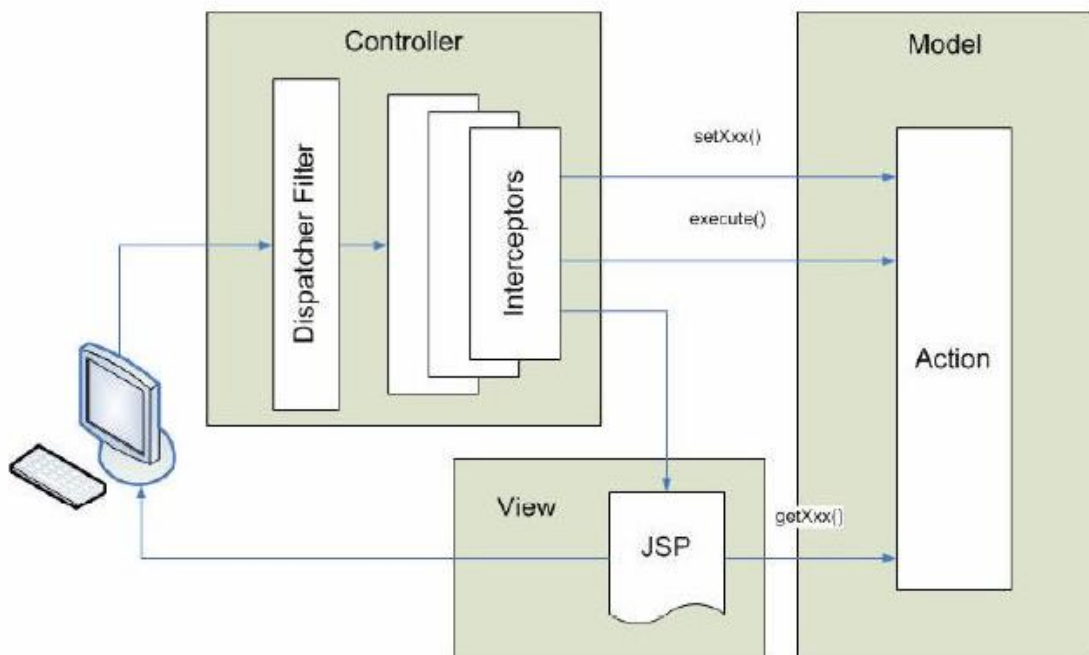 Controller
Model
Dispatcher Filter
Interceptors
setXxx()
execute()
Action
View
JSP
getXxx()